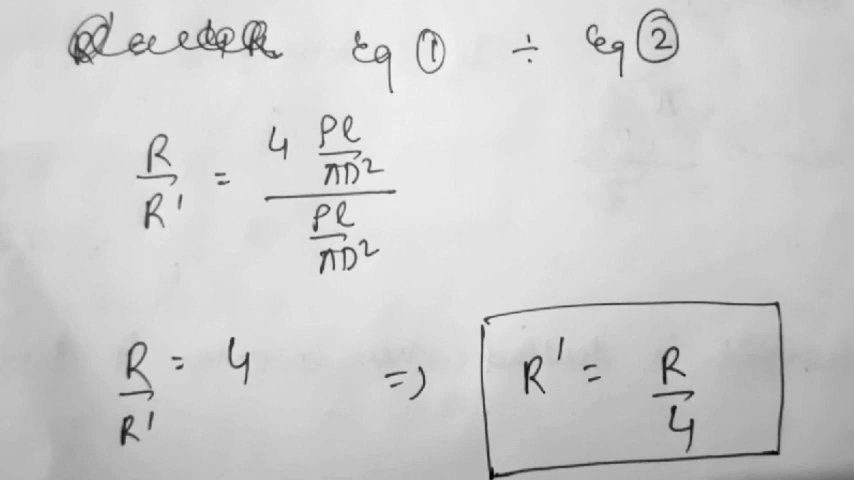 Eq ① ÷ Eq ②
R/R' = (4 ρl/πD²)/(ρl/πD²)
R/R' = 4 => R' = R/4